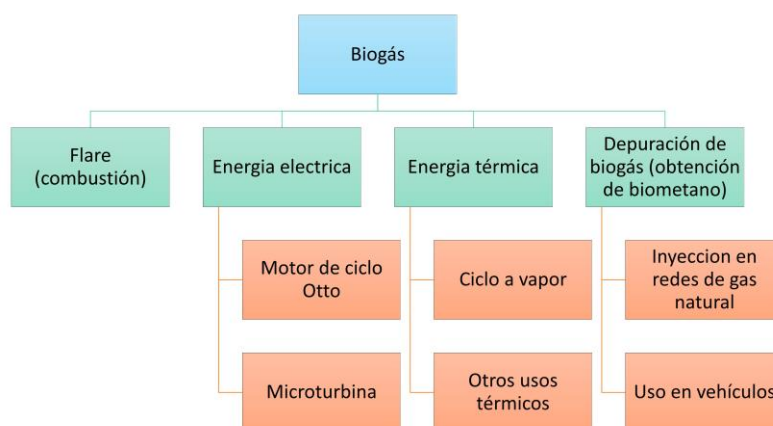 Biogás
Flare
(combustión)
Energia electrica
Energia térmica
Depuración de
biogás (obtención
de biometano)
Motor de ciclo
Otto
Ciclo a vapor
Inyeccion en
redes de gas
natural
Microturbina
Otros usos
térmicos
Uso en vehículos